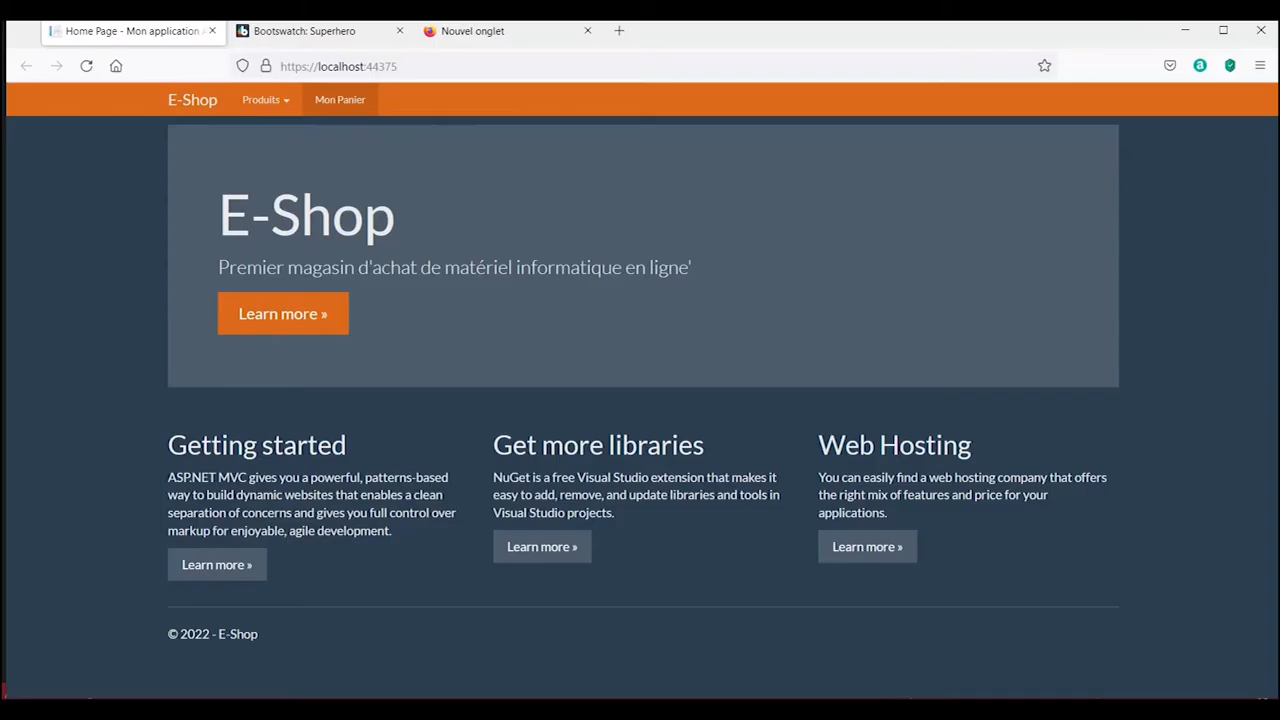 Home Page - Mon application
Bootswatch: Superhero
Nouvel onglet
https://localhost:44375
E-Shop
Produits
Mon Panier
E-Shop
Premier magasin d'achat de matériel informatique en ligne'
Learn more »
Getting started
ASP.NET MVC gives you a powerful, patterns-based
way to build dynamic websites that enables a clean
separation of concerns and gives you full control over
markup for enjoyable, agile development.
Learn more »
Get more libraries
NuGet is a free Visual Studio extension that makes it
easy to add, remove, and update libraries and tools in
Visual Studio projects.
Learn more »
Web Hosting
You can easily find a web hosting company that offers
the right mix of features and price for your
applications.
Learn more »
© 2022 - E-Shop